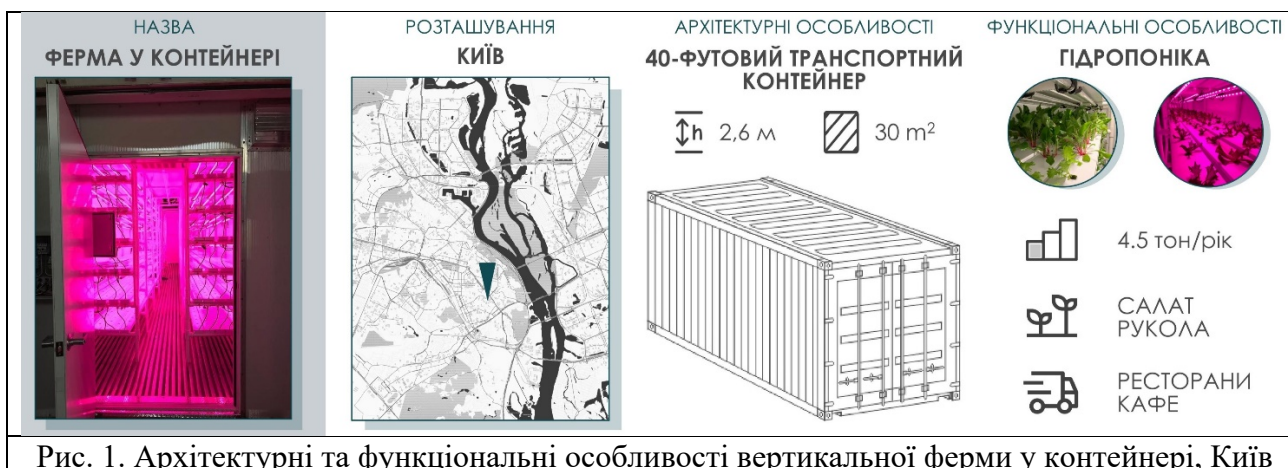 НАЗВА
ФЕРМА У КОНТЕЙНЕРІ
РОЗТАШУВАННЯ
КИЇВ
АРХІТЕКТУРНІ ОСОБЛИВОСТІ
40-ФУТОВИЙ ТРАНСПОРТНИЙ
КОНТЕЙНЕР
h 2,6 м
30 m²
ФУНКЦІОНАЛЬНІ ОСОБЛИВОСТІ
ГІДРОПОНІКА
4.5 тон/рік
САЛАТ
РУКОЛА
РЕСТОРАНИ
КАФЕ
Рис. 1. Архітектурні та функціональні особливості вертикальної ферми у контейнері, Київ